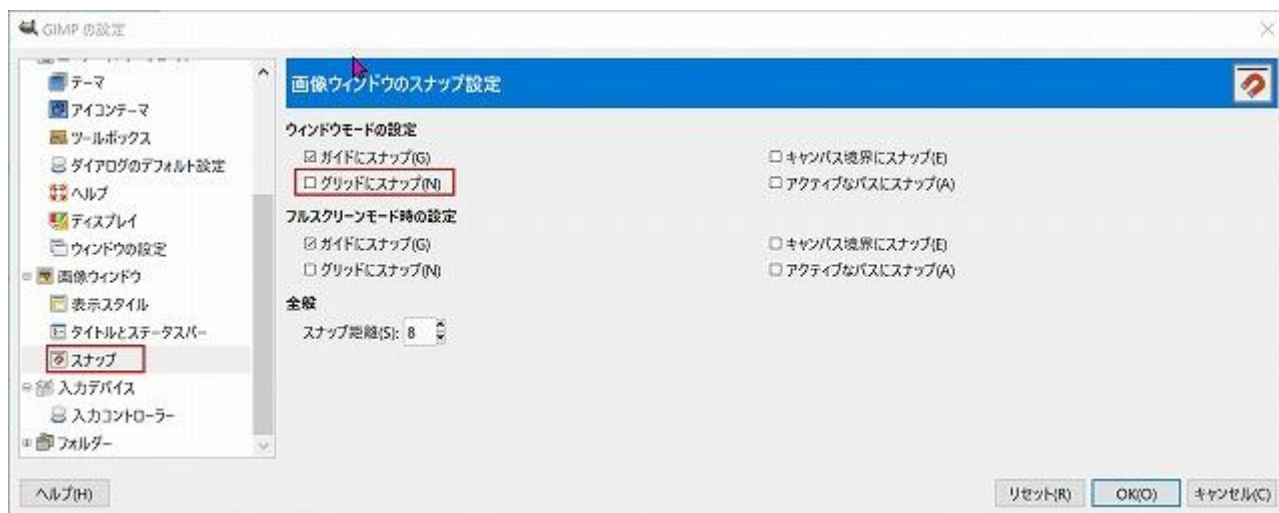 GIMP の設定
テーマ
アイコンテーマ
ツールボックス
ダイアログのデフォルト設定
ヘルプ
ディスプレイ
ウィンドウの設定
画像ウィンドウ
表示スタイル
タイトルとステータスバー
スナップ
入力デバイス
入力コントローラー
フォルダー
画像ウィンドウのスナップ設定
ウィンドウモードの設定
ガイドにスナップ(G)
キャンバス境界にスナップ(E)
グリッドにスナップ(N)
アクティブなパスにスナップ(A)
フルスクリーンモード時の設定
ガイドにスナップ(G)
キャンバス境界にスナップ(E)
グリッドにスナップ(N)
アクティブなパスにスナップ(A)
全般
スナップ距離(S): 8
ヘルプ(H)
リセット(R)
OK(O)
キャンセル(C)